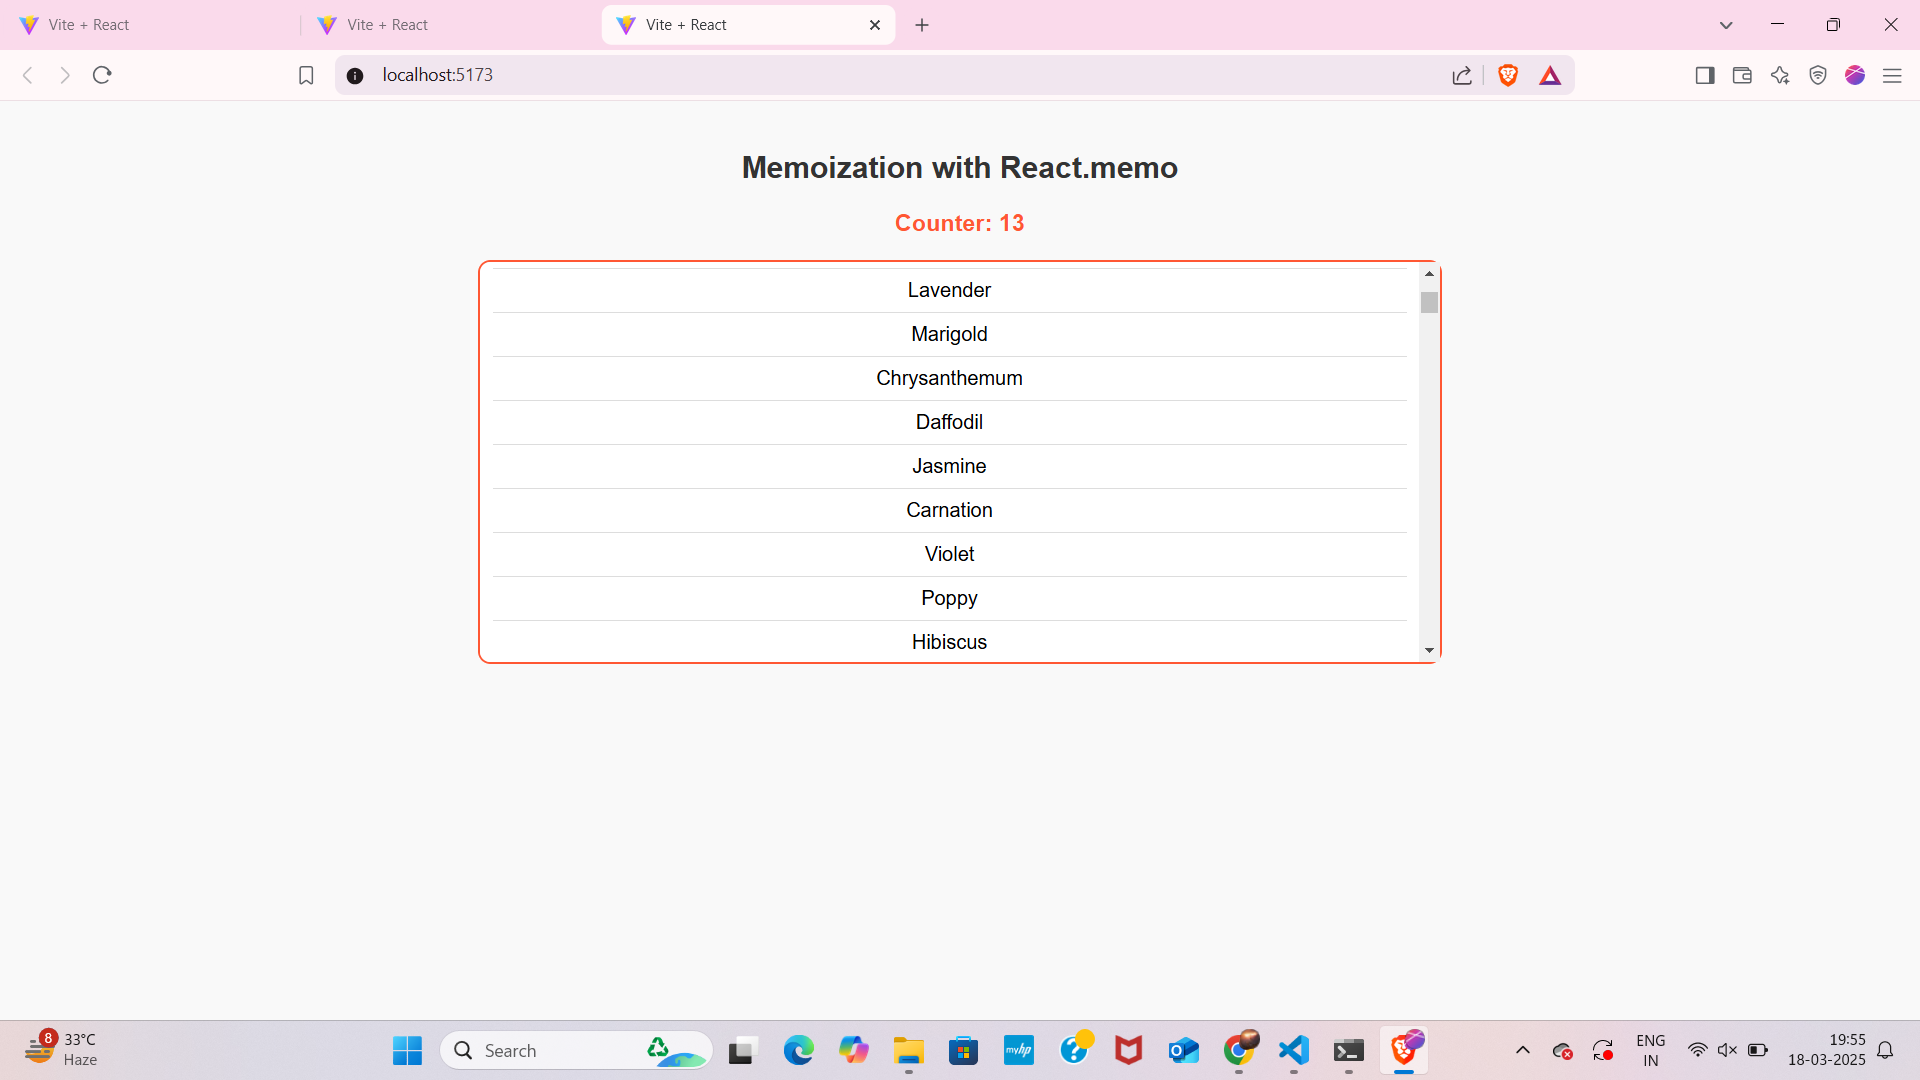 Vite + React
Vite + React
Vite + React
localhost:5173
Memoization with React.memo
Counter: 13
Lavender
Marigold
Chrysanthemum
Daffodil
Jasmine
Carnation
Violet
Poppy
Hibiscus
8
33°C
Haze
Search
myhp
ENG
IN
19:55
18-03-2025